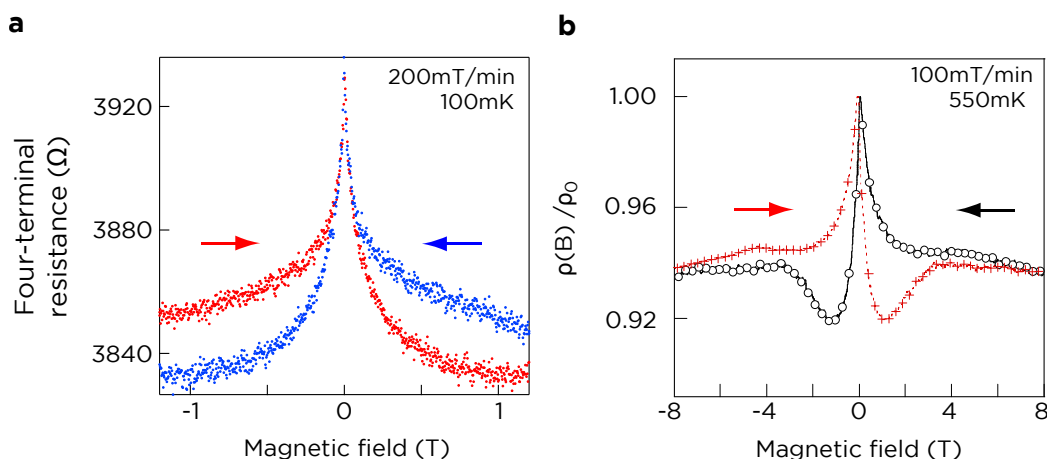 a
200mT/min
100mK
3920
3880
3840
Four-terminal
resistance (Ω)
-1
0
1
Magnetic field (T)
b
100mT/min
550mK
1.00
0.96
0.92
ρ(B) /ρ0
-8
-4
0
4
8
Magnetic field (T)